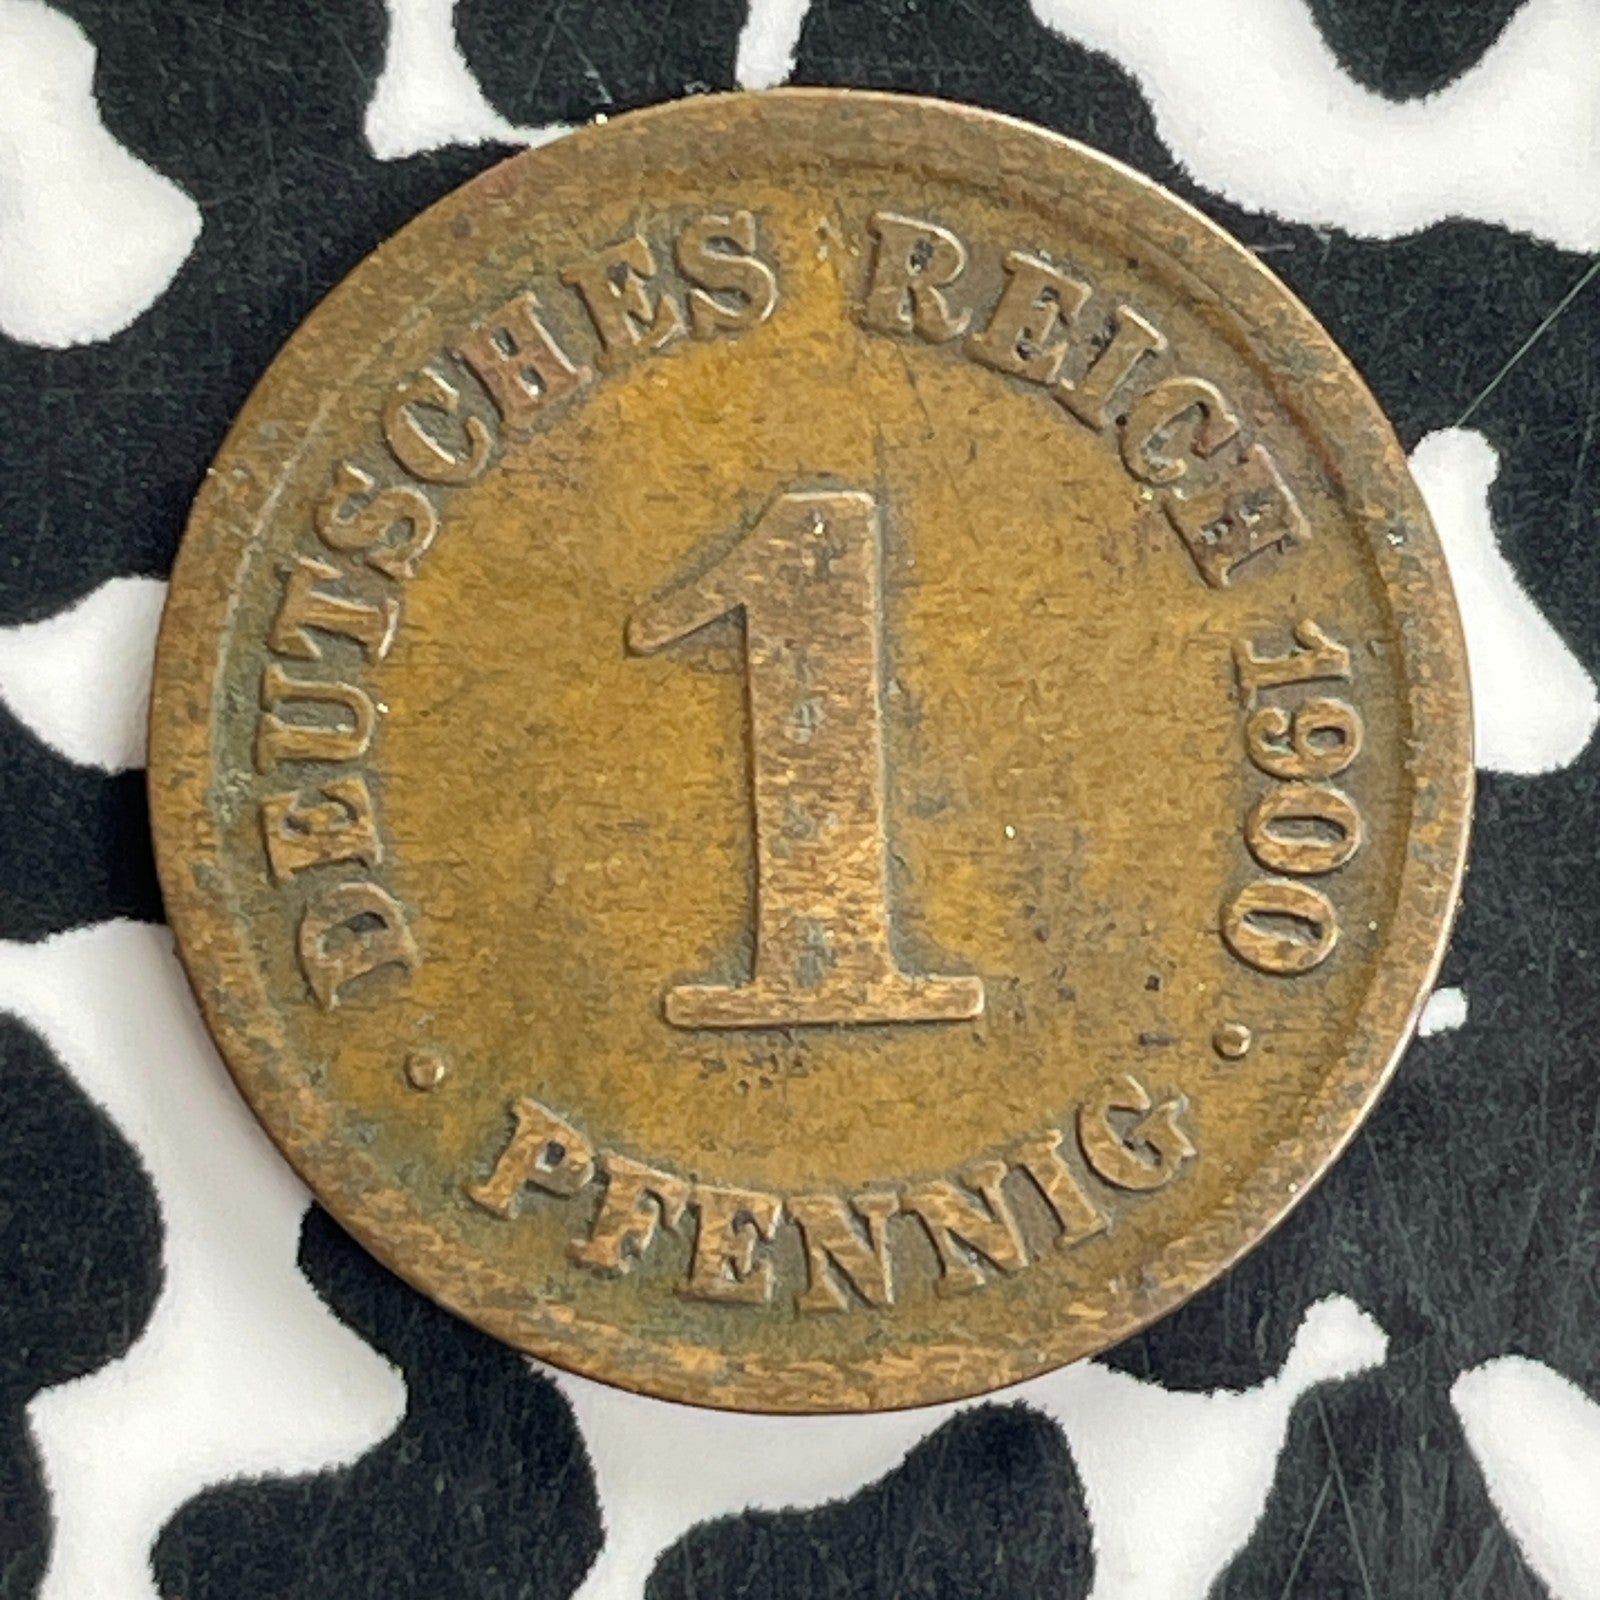 DEUTSCHES REICH 1900
1
· PFENNIG ·